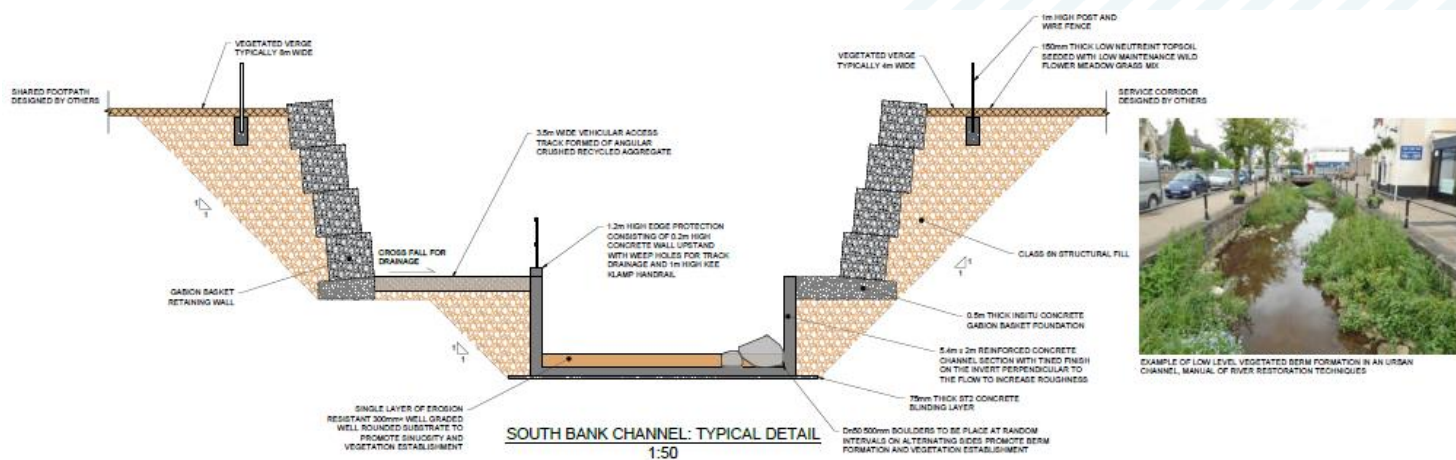 VEGETATED VERGE
TYPICALLY 8m WIDE
SHARED FOOTPATH
DESIGNED BY OTHERS
3.5m WIDE VEHICULAR ACCESS
TRACK FORMED OF ANGULAR
CRUSHED RECYCLED AGGREGATE
1
1
CROSS FALL FOR
DRAINAGE
1.2m HIGH EDGE PROTECTION
CONSISTING OF 0.2m HIGH
CONCRETE WALL UPSTAND
WITH WEEP HOLES FOR TRACK
DRAINAGE AND 1m HIGH KEE
KLAMP HANDRAIL
GABION BASKET
RETAINING WALL
1
1
SINGLE LAYER OF EROSION
RESISTANT 300mm× WELL GRADED
WELL ROUNDED SUBSTRATE TO
PROMOTE SINUOSITY AND
VEGETATION ESTABLISHMENT
SOUTH BANK CHANNEL: TYPICAL DETAIL
1:50
1m HIGH POST AND
WIRE FENCE
VEGETATED VERGE
TYPICALLY 4m WIDE
150mm THICK LOW NEUTREINT TOPSOIL
SEEDED WITH LOW MAINTENANCE WILD
FLOWER MEADOW GRASS MIX
SERVICE CORRIDOR
DESIGNED BY OTHERS
CLASS 6N STRUCTURAL FILL
1
1
0.5m THICK INSITU CONCRETE
GABION BASKET FOUNDATION
5.4m x 2m REINFORCED CONCRETE
CHANNEL SECTION WITH TINED FINISH
ON THE INVERT PERPENDICULAR TO
THE FLOW TO INCREASE ROUGHNESS
75mm THICK ST2 CONCRETE
BLINDING LAYER
Dn50 500mm BOULDERS TO BE PLACE AT RANDOM
INTERVALS ON ALTERNATING SIDES PROMOTE BERM
FORMATION AND VEGETATION ESTABLISHMENT
EXAMPLE OF LOW LEVEL VEGETATED BERM FORMATION IN AN URBAN
CHANNEL, MANUAL OF RIVER RESTORATION TECHNIQUES